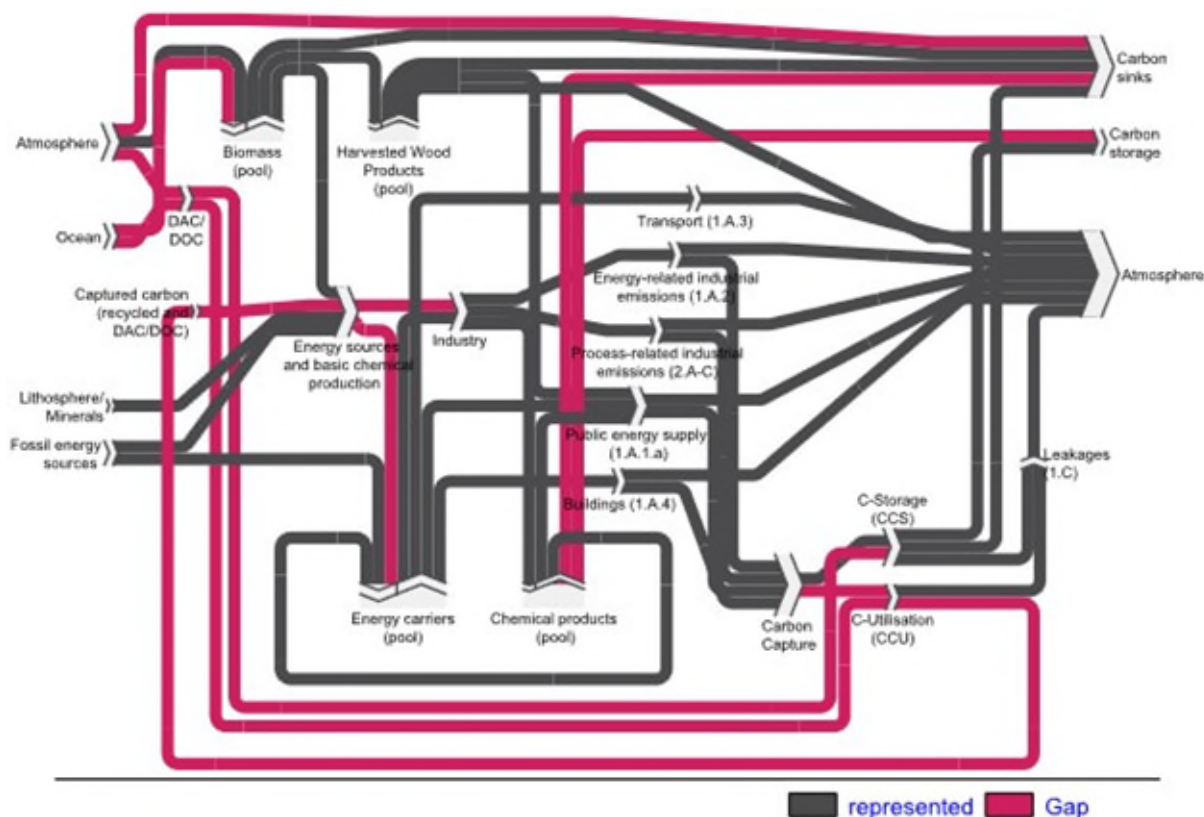 Carbon
sinks
Atmosphere
Biomass
(pool)
Harvested Wood
Products
(pool)
Carbon
storage
DAC/
DOC
Transport (1.A.3)
Ocean
Energy-related industrial
emissions (1.A.2)
Atmosphere
Captured carbon
(recycled and
DAC/DOC)
Energy sources
and basic chemical
production
Industry
Process-related industrial
emissions (2.A-C)
Lithosphere/
Minerals
Fossil energy
sources
Public energy supply
(1.A.1.a)
Leakages
(1.C)
Buildings (1.A.4)
C-Storage
(CCS)
Energy carriers
(pool)
Chemical products
(pool)
Carbon
Capture
C-Utilisation
(CCU)
represented
Gap